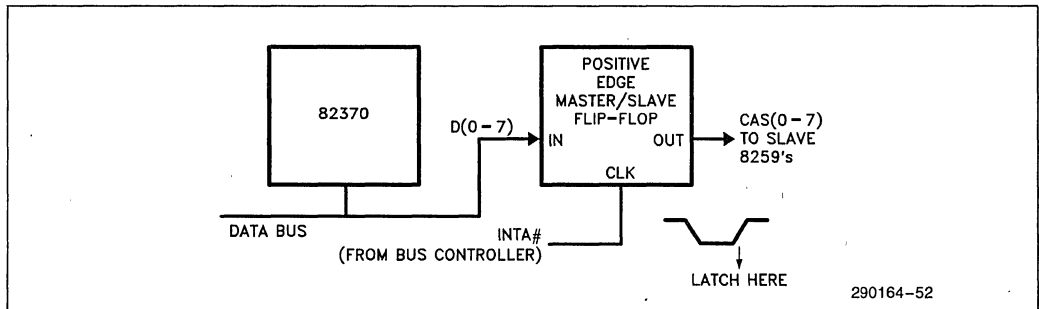 82370
POSITIVE
EDGE
MASTER/SLAVE
FLIP-FLOP
D(0-7)
IN
OUT
CLK
CAS(0-7)
TO SLAVE
8259's
DATA BUS
INTA#
(FROM BUS CONTROLLER)
LATCH HERE
290164-52